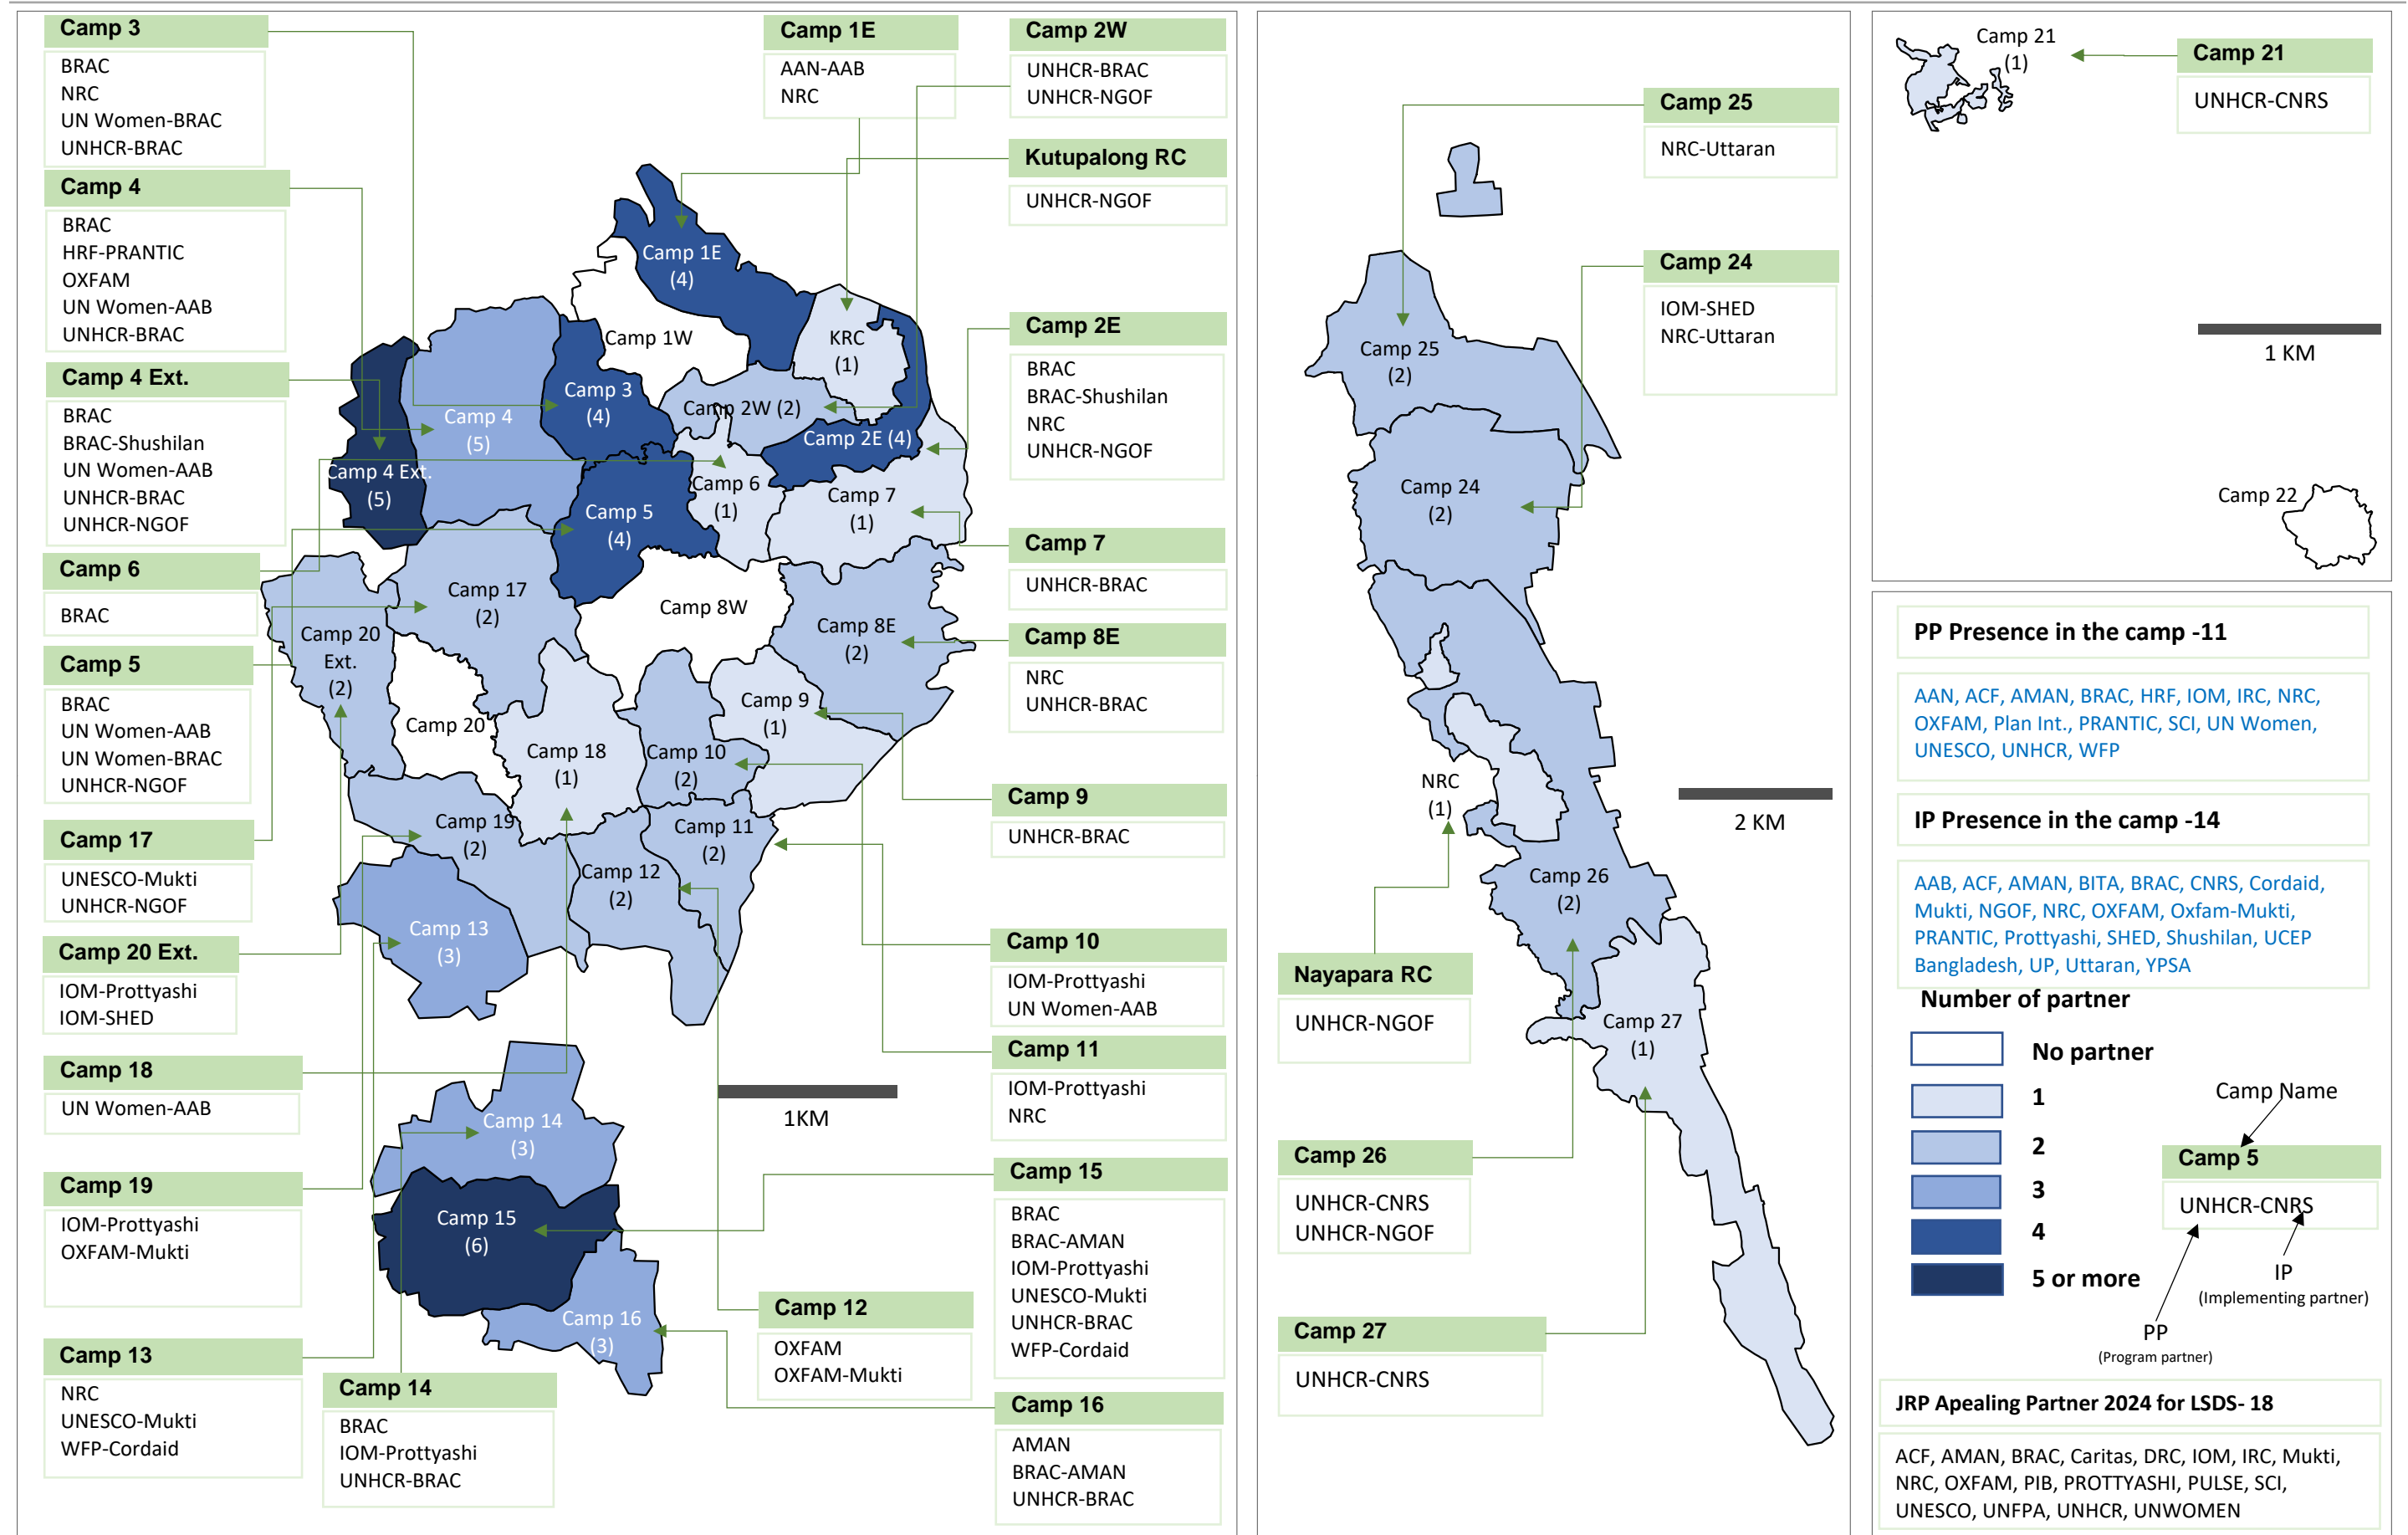 Camp 3
BRAC
NRC
UN Women-BRAC
UNHCR-BRAC
Camp 4
BRAC
HRF-PRANTIC
OXFAM
UN Women-AAB
UNHCR-BRAC
Camp 4 Ext.
BRAC
BRAC-Shushilan
UN Women-AAB
UNHCR-BRAC
UNHCR-NGOF
Camp 6
BRAC
Camp 5
BRAC
UN Women-AAB
UN Women-BRAC
UNHCR-NGOF
Camp 17
UNESCO-Mukti
UNHCR-NGOF
Camp 20 Ext.
IOM-Prottyashi
IOM-SHED
Camp 18
UN Women-AAB
Camp 19
IOM-Prottyashi
OXFAM-Mukti
Camp 13
NRC
UNESCO-Mukti
WFP-Cordaid
Camp 14
BRAC
IOM-Prottyashi
UNHCR-BRAC
Camp 1E
AAN-AAB
NRC
Camp 2W
UNHCR-BRAC
UNHCR-NGOF
Kutupalong RC
UNHCR-NGOF
Camp 2E
BRAC
BRAC-Shushilan
NRC
UNHCR-NGOF
Camp 7
UNHCR-BRAC
Camp 8E
NRC
UNHCR-BRAC
Camp 9
UNHCR-BRAC
Camp 10
IOM-Prottyashi
UN Women-AAB
Camp 11
IOM-Prottyashi
NRC
Camp 15
BRAC
BRAC-AMAN
IOM-Prottyashi
UNESCO-Mukti
UNHCR-BRAC
WFP-Cordaid
Camp 12
OXFAM
OXFAM-Mukti
Camp 16
AMAN
BRAC-AMAN
UNHCR-BRAC
Camp 1E
(4)
Camp 1W
KRC
(1)
Camp 3
(4)
Camp 2W (2)
Camp 4
(5)
Camp 2E (4)
Camp 4 Ext.
(5)
Camp 6
(1)
Camp 7
(1)
Camp 5
(4)
Camp 17
(2)
Camp 8W
Camp 8E
(2)
Camp 20
Ext.
(2)
Camp 20
Camp 9
(1)
Camp 18
(1)
Camp 10
(2)
Camp 19
(2)
Camp 11
(2)
Camp 12
(2)
Camp 13
(3)
Camp 14
(3)
Camp 15
(6)
Camp 16
(3)
1KM
Camp 25
NRC-Uttaran
Camp 24
IOM-SHED
NRC-Uttaran
Camp 25
(2)
Camp 24
(2)
NRC
(1)
2 KM
Camp 26
(2)
Camp 27
(1)
Nayapara RC
UNHCR-NGOF
Camp 26
UNHCR-CNRS
UNHCR-NGOF
Camp 27
UNHCR-CNRS
Camp 21
(1)
Camp 21
UNHCR-CNRS
1 KM
Camp 22
PP Presence in the camp -11
AAN, ACF, AMAN, BRAC, HRF, IOM, IRC, NRC,
OXFAM, Plan Int., PRANTIC, SCI, UN Women,
UNESCO, UNHCR, WFP
IP Presence in the camp -14
AAB, ACF, AMAN, BITA, BRAC, CNRS, Cordaid,
Mukti, NGOF, NRC, OXFAM, Oxfam-Mukti,
PRANTIC, Prottyashi, SHED, Shushilan, UCEP
Bangladesh, UP, Uttaran, YPSA
Number of partner
No partner
1
2
3
4
5 or more
Camp Name
Camp 5
UNHCR-CNRS
IP
(Implementing partner)
PP
(Program partner)
JRP Apealing Partner 2024 for LSDS- 18
ACF, AMAN, BRAC, Caritas, DRC, IOM, IRC, Mukti,
NRC, OXFAM, PIB, PROTTYASHI, PULSE, SCI,
UNESCO, UNFPA, UNHCR, UNWOMEN